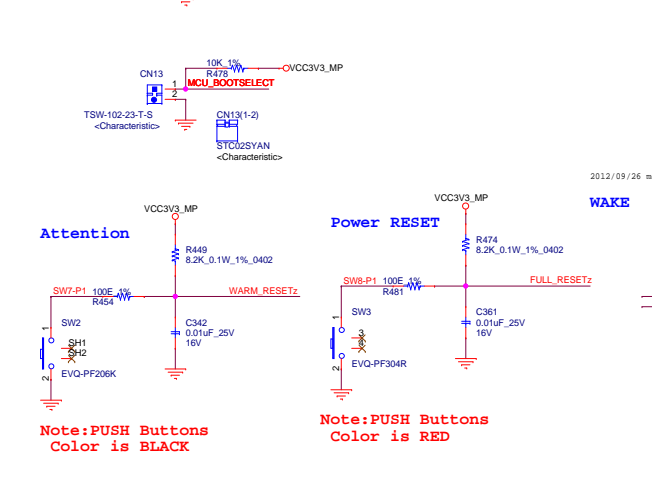 10K_1%
R478
VCC3V3_MP
CN13
1
MCU_BOOTSELECT
2
TSW-102-23-T-S
<Characteristic>
CN13(1-2)
STC02SYAN
<Characteristic>
2012/09/26 m
WAKE
VCC3V3_MP
Attention
R449
8.2K_0.1W_1%_0402
SW7-P1
100E_1%
R454
WARM_RESETz
SW2
1
SH1
SH2
2
EVQ-PF206K
C342
0.01uF_25V
16V
Note:PUSH Buttons
Color is BLACK
VCC3V3_MP
Power RESET
R474
8.2K_0.1W_1%_0402
SW8-P1
100E_1%
R481
FULL_RESETz
SW3
1
3
2
EVQ-PF304R
C361
0.01uF_25V
16V
Note:PUSH Buttons
Color is RED